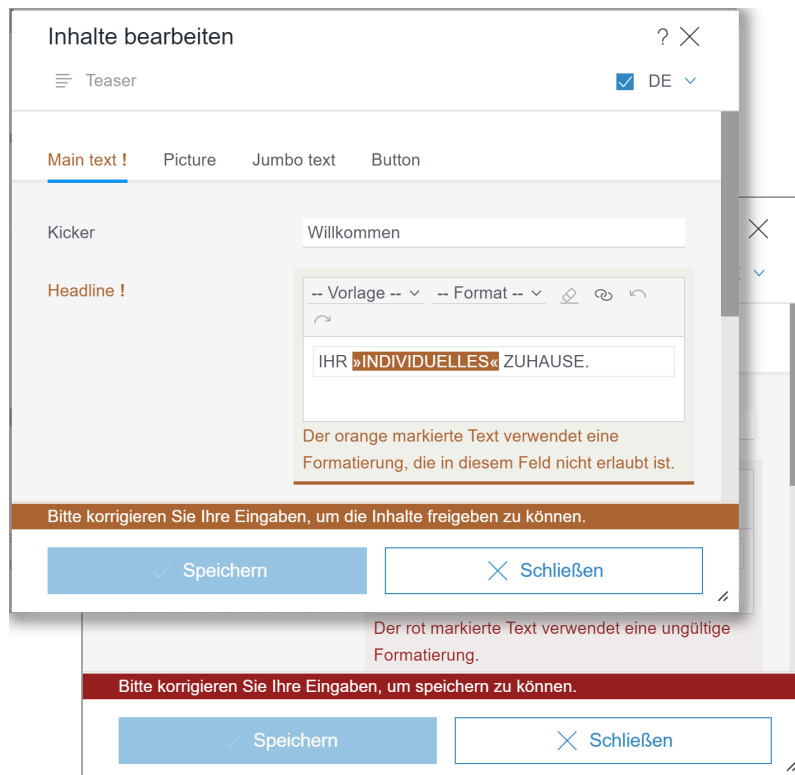 Inhalte bearbeiten
?
Teaser
DE
Main text !
Picture
Jumbo text
Button
Kicker
Willkommen
Headline !
-- Vorlage --
-- Format --
IHR »INDIVIDUELLES« ZUHAUSE.
Der orange markierte Text verwendet eine
Formatierung, die in diesem Feld nicht erlaubt ist.
Bitte korrigieren Sie Ihre Eingaben, um die Inhalte freigeben zu können.
Speichern
Schließen
Der rot markierte Text verwendet eine ungültige
Formatierung.
Bitte korrigieren Sie Ihre Eingaben, um speichern zu können.
Speichern
Schließen